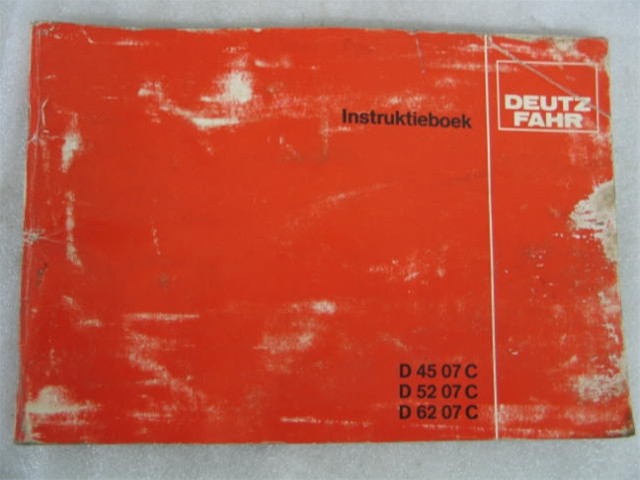 DEUTZ
FAHR
Instruktieboek
D 45 07 C
D 52 07 C
D 62 07 C